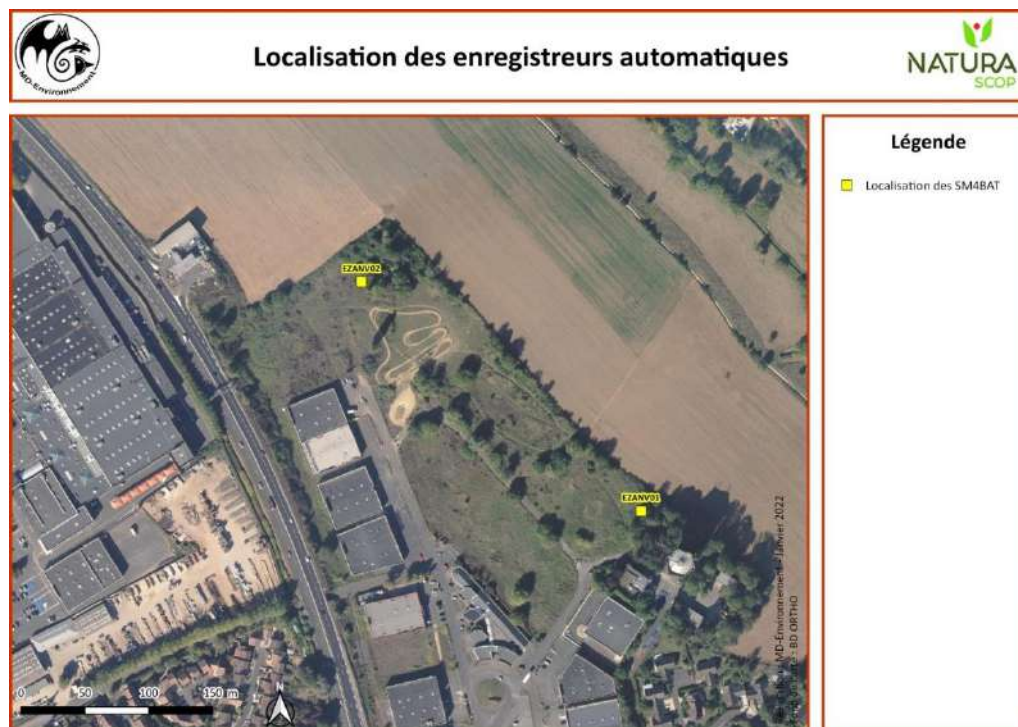 MD-Environnement
Localisation des enregistreurs automatiques
NATURA
SCOP
Légende
Localisation des SM4BAT
EZANV02
EZANV01
0 50 100 150 m
N
MD-Environnement - Janvier 2022
BD ORTHO